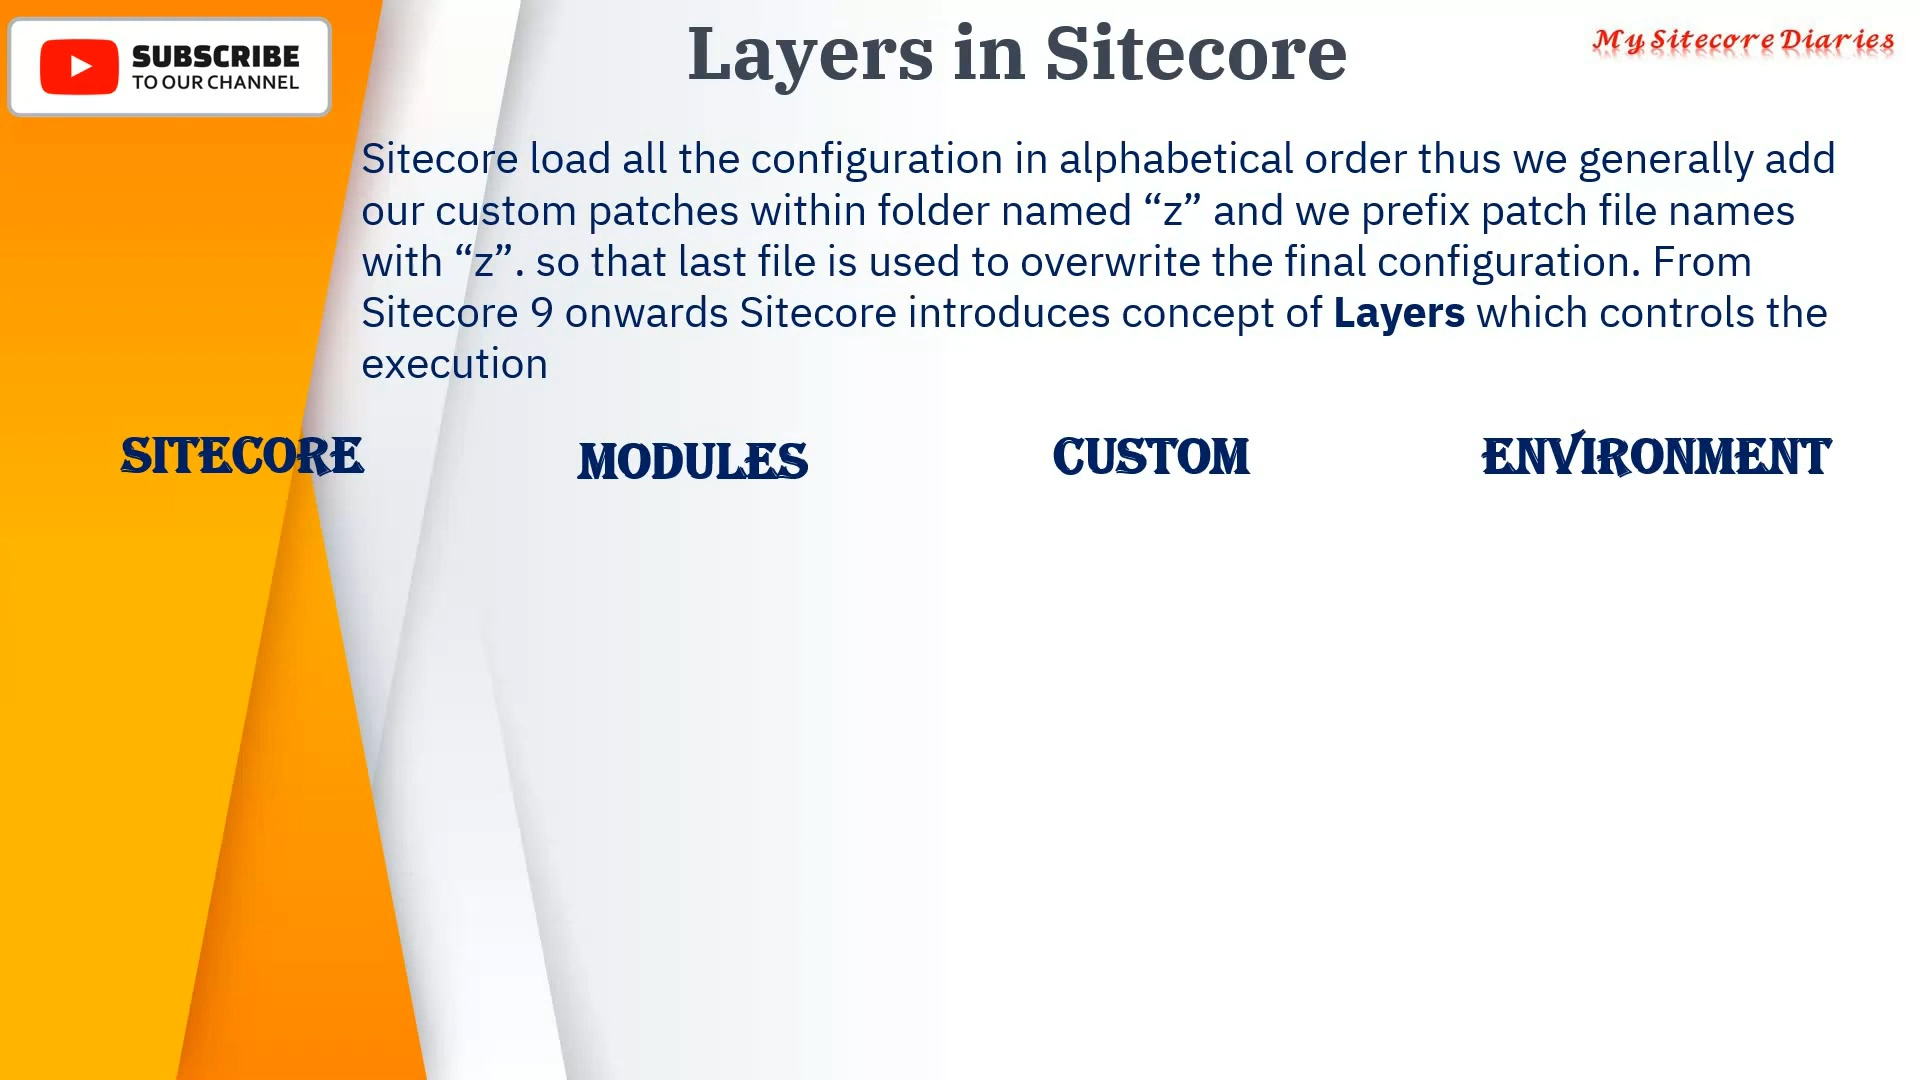 SUBSCRIBE
TO OUR CHANNEL
Layers in Sitecore
My Sitecore Diaries
Sitecore load all the configuration in alphabetical order thus we generally add
our custom patches within folder named “z” and we prefix patch file names
with “z”. so that last file is used to overwrite the final configuration. From
Sitecore 9 onwards Sitecore introduces concept of Layers which controls the
execution
SITECORE
MODULES
CUSTOM
ENVIRONMENT